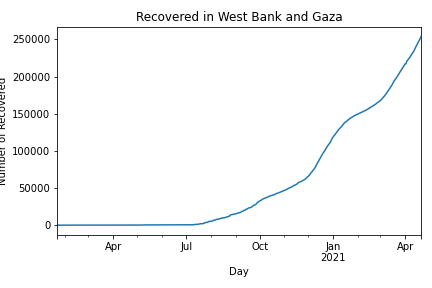 Recovered in West Bank and Gaza
250000
200000
150000
100000
50000
0
Number of Recovered
Apr
Jul
Oct
Jan
2021
Apr
Day